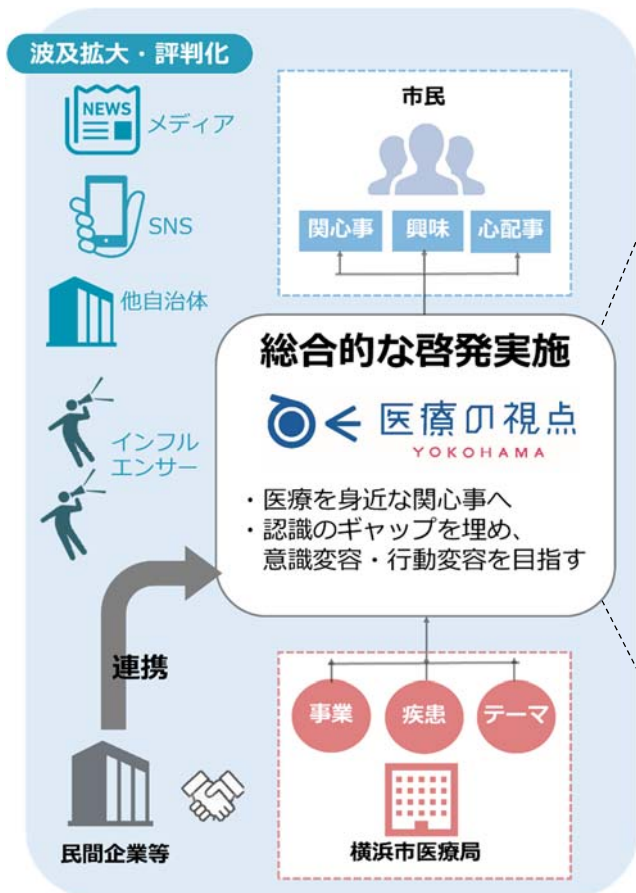 波及拡大・評判化
NEWS
メディア
SNS
他自治体
インフル
エンサー
市民
関心事
興味
心配事
総合的な啓発実施
医療の視点
YOKOHAMA
・医療を身近な関心事へ
・認識のギャップを埋め、
意識変容・行動変容を目指す
連携
民間企業等
事業
疾患
テーマ
横浜市医療局